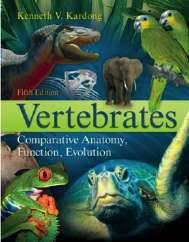 Kenneth V. Kardong
Fifth Edition
Vertebrates
Comparative Anatomy,
Function, Evolution